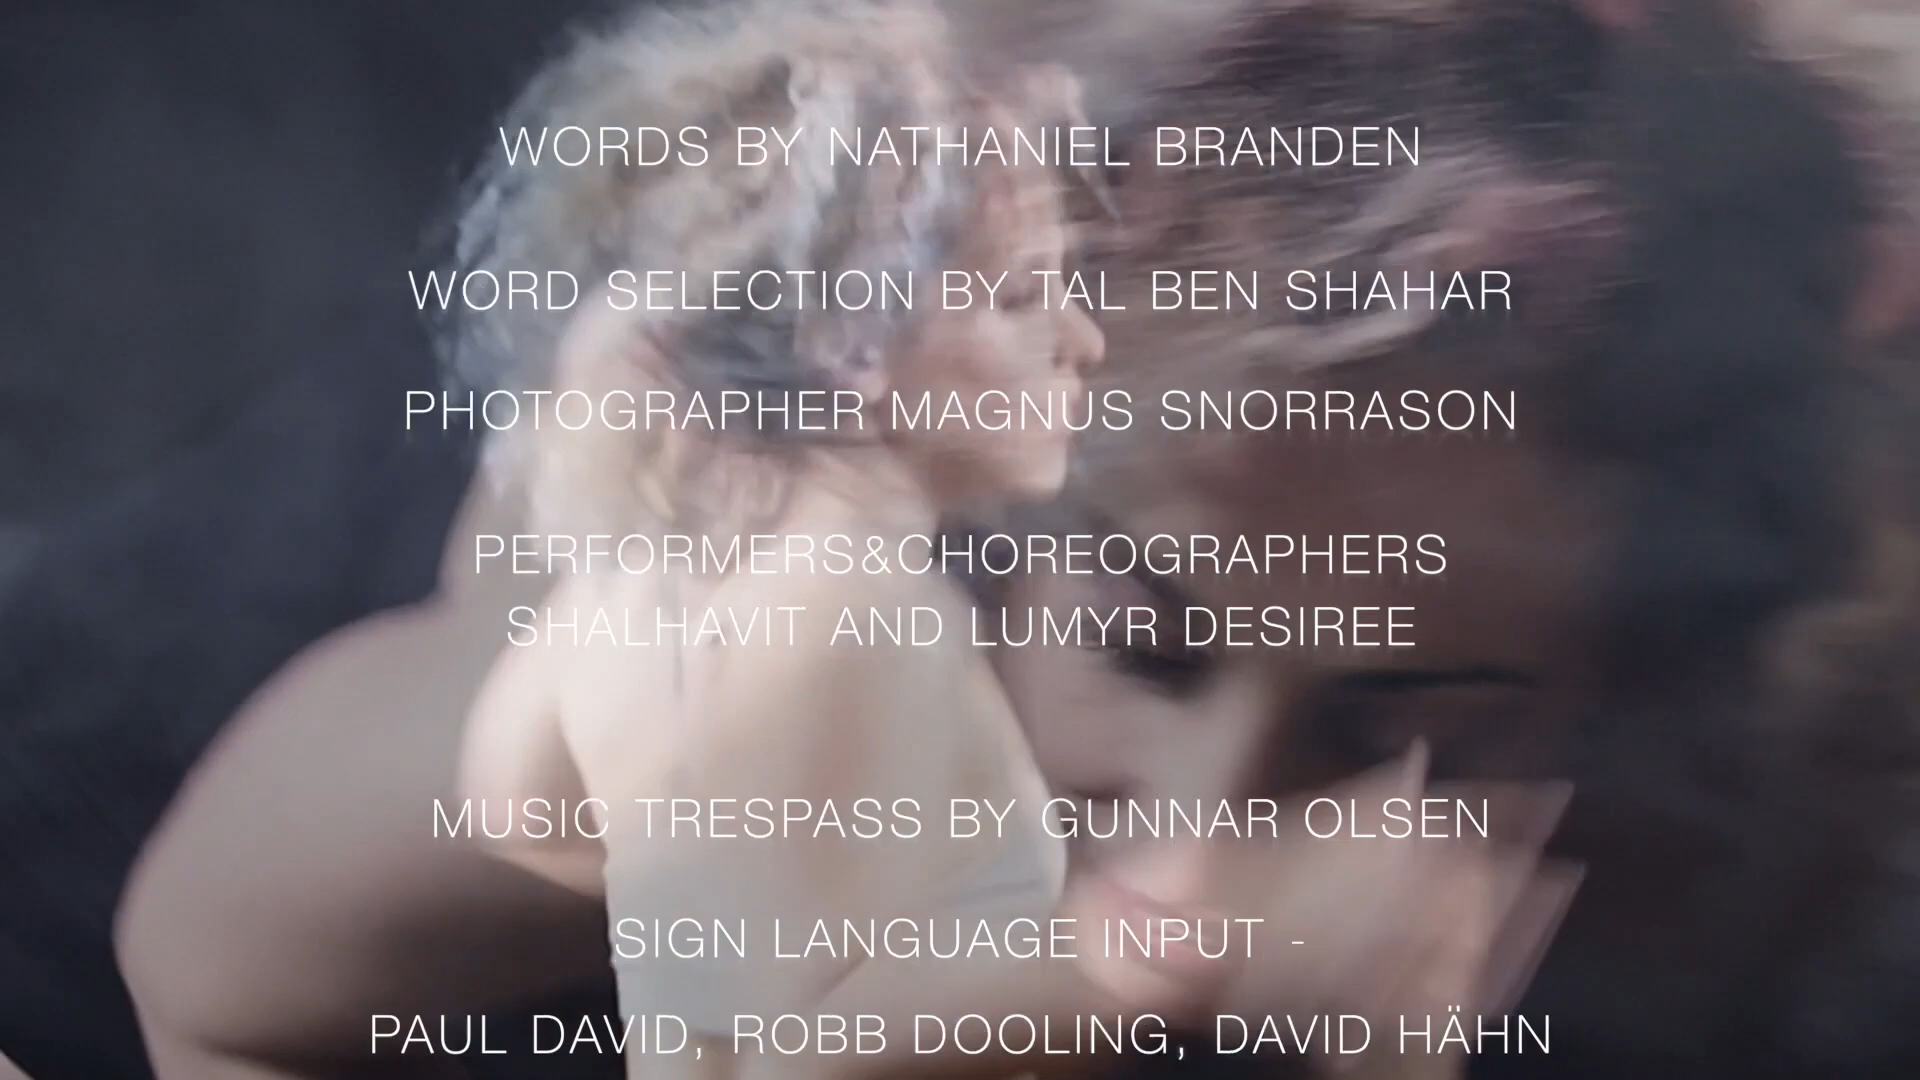 WORDS BY NATHANIEL BRANDEN
WORD SELECTION BY TAL BEN SHAHAR
PHOTOGRAPHER MAGNUS SNORRASON
PERFORMERS&CHOREOGRAPHERS
SHALHAVIT AND LUMYR DESIREE
MUSIC TRESPASS BY GUNNAR OLSEN
SIGN LANGUAGE INPUT -
PAUL DAVID, ROBB DOOLING, DAVID HÄHN